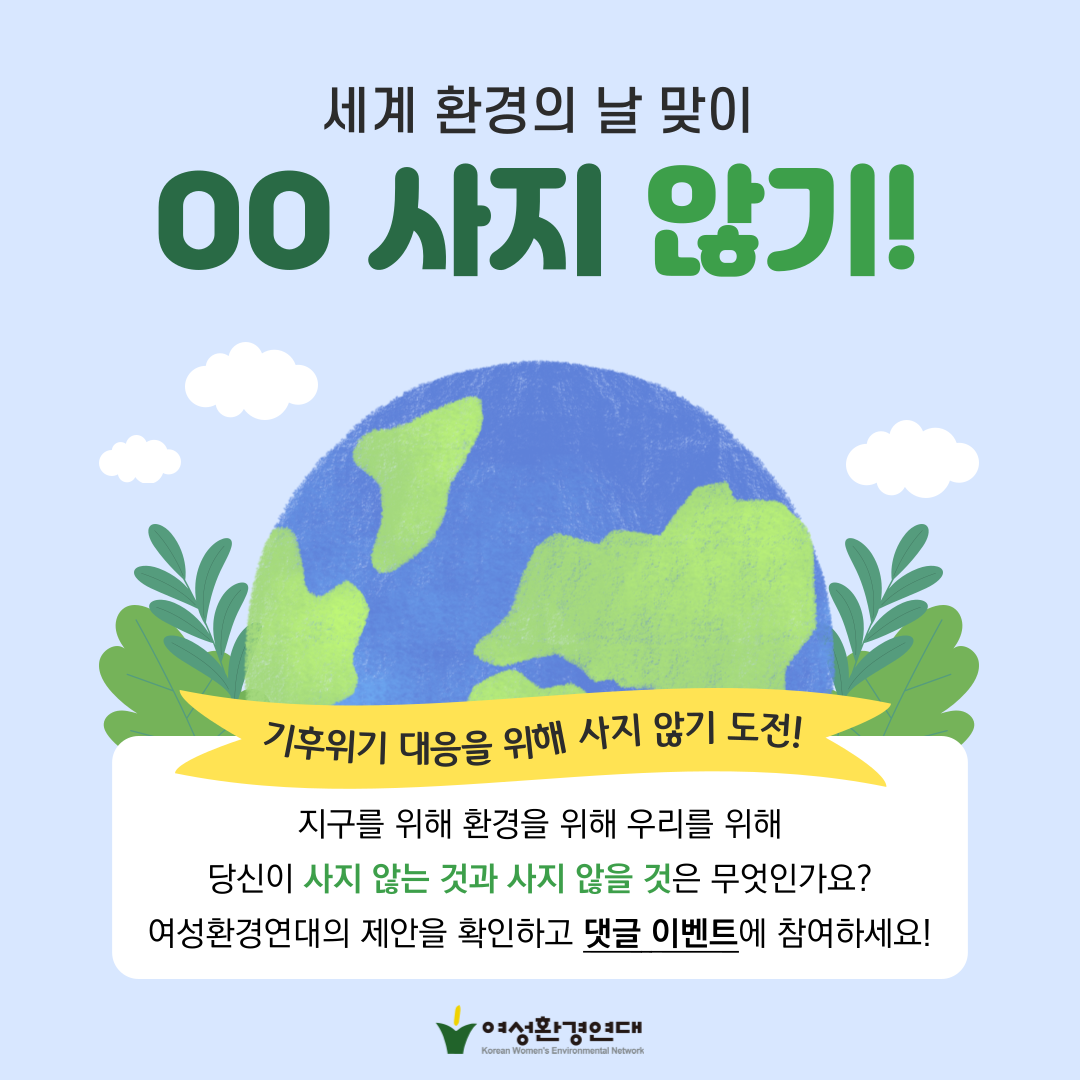 세계 환경의 날 맞이
OO 사지 않기!
기후위기 대응을 위해 사지 않기 도전!
지구를 위해 환경을 위해 우리를 위해
당신이 사지 않는 것과 사지 않을 것은 무엇인가요?
여성환경연대의 제안을 확인하고 댓글 이벤트에 참여하세요!
여성환경연대
Korean Women's Environmental Network